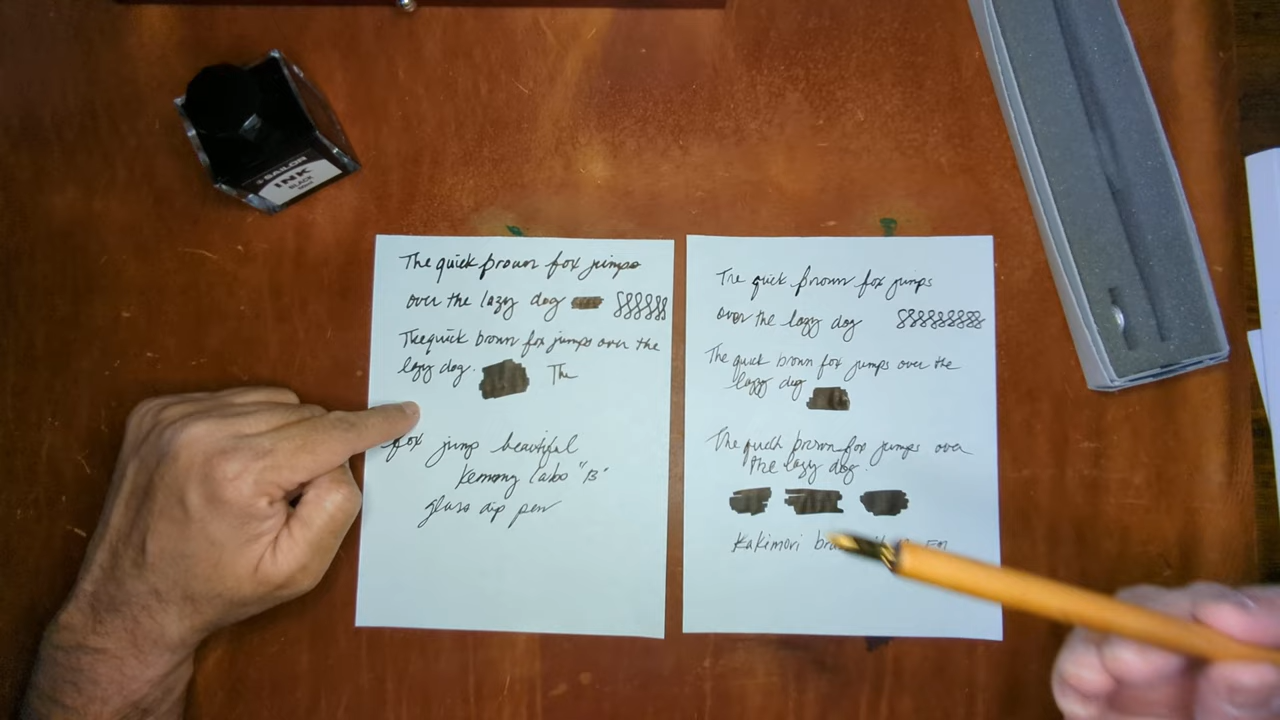 SAILOR
INK
BLACK
The quick brown fox jumps
over the lazy dog
The quick brown fox jumps over the
lazy dog. The
fox jump beautiful
"B"
glass dip pen
The quick brown fox jumps
over the lazy dog
The quick brown fox jumps over the
lazy dog
The quick brown fox jumps over
the lazy dog
Kakimori